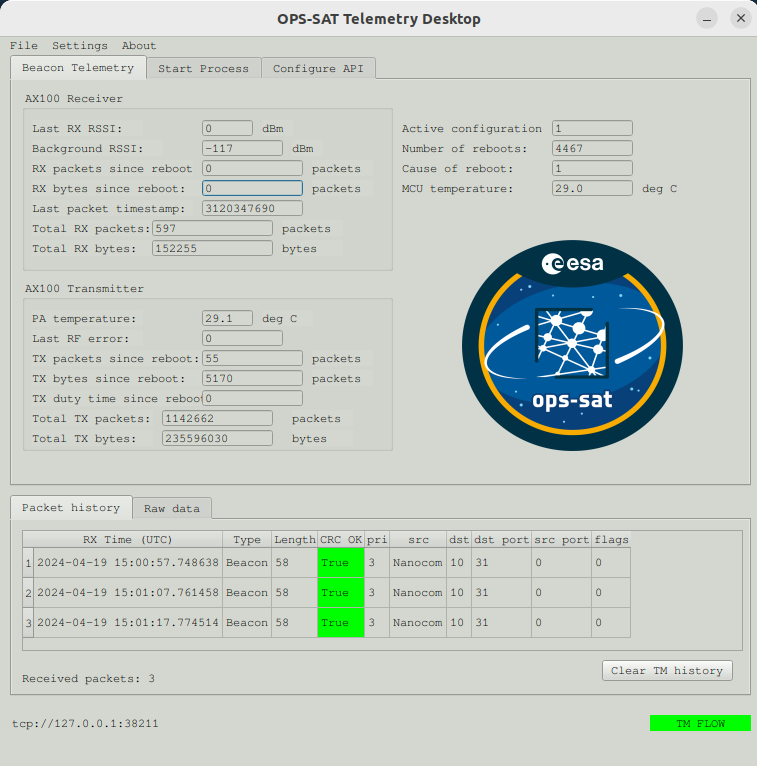 OPS-SAT Telemetry Desktop
File Settings About
Beacon Telemetry Start Process Configure API
AX100 Receiver
Last RX RSSI: 0 dBm
Background RSSI: -117 dBm
RX packets since reboot 0 packets
RX bytes since reboot: 0 packets
Last packet timestamp: 3120347690
Total RX packets: 597 packets
Total RX bytes: 152255 bytes
Active configuration 1
Number of reboots: 4467
Cause of reboot: 1
MCU temperature: 29.0 deg C
esa
ops-sat
AX100 Transmitter
PA temperature: 29.1 deg C
Last RF error: 0
TX packets since reboot: 55 packets
TX bytes since reboot: 5170 packets
TX duty time since reboot 0
Total TX packets: 1142662 packets
Total TX bytes: 235596030 bytes
Packet history Raw data
RX Time (UTC) Type Length CRC OK pri src dst dst port src port flags
1 2024-04-19 15:00:57.748638 Beacon 58 True 3 Nanocom 10 31 0 0
2 2024-04-19 15:01:07.761458 Beacon 58 True 3 Nanocom 10 31 0 0
3 2024-04-19 15:01:17.774514 Beacon 58 True 3 Nanocom 10 31 0 0
Received packets: 3
Clear TM history
tcp://127.0.0.1:38211
TM FLOW